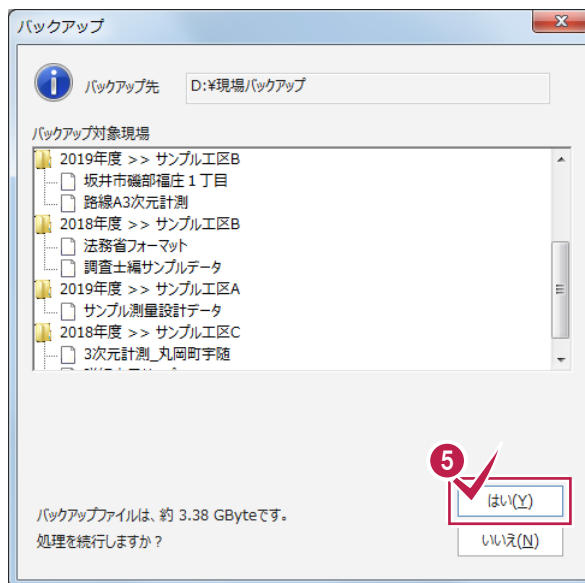 バックアップ
バックアップ先 D:¥現場バックアップ
バックアップ対象現場
2019年度 >> サンプル工区B
坂井市磯部福庄１丁目
路線A3次元計測
2018年度 >> サンプル工区B
法務省フォーマット
調査士編サンプルデータ
2019年度 >> サンプル工区A
サンプル測量設計データ
2018年度 >> サンプル工区C
3次元計測_丸岡町宇随
5
はい(Y)
バックアップファイルは、約 3.38 GByteです。
処理を続行しますか？
いいえ(N)